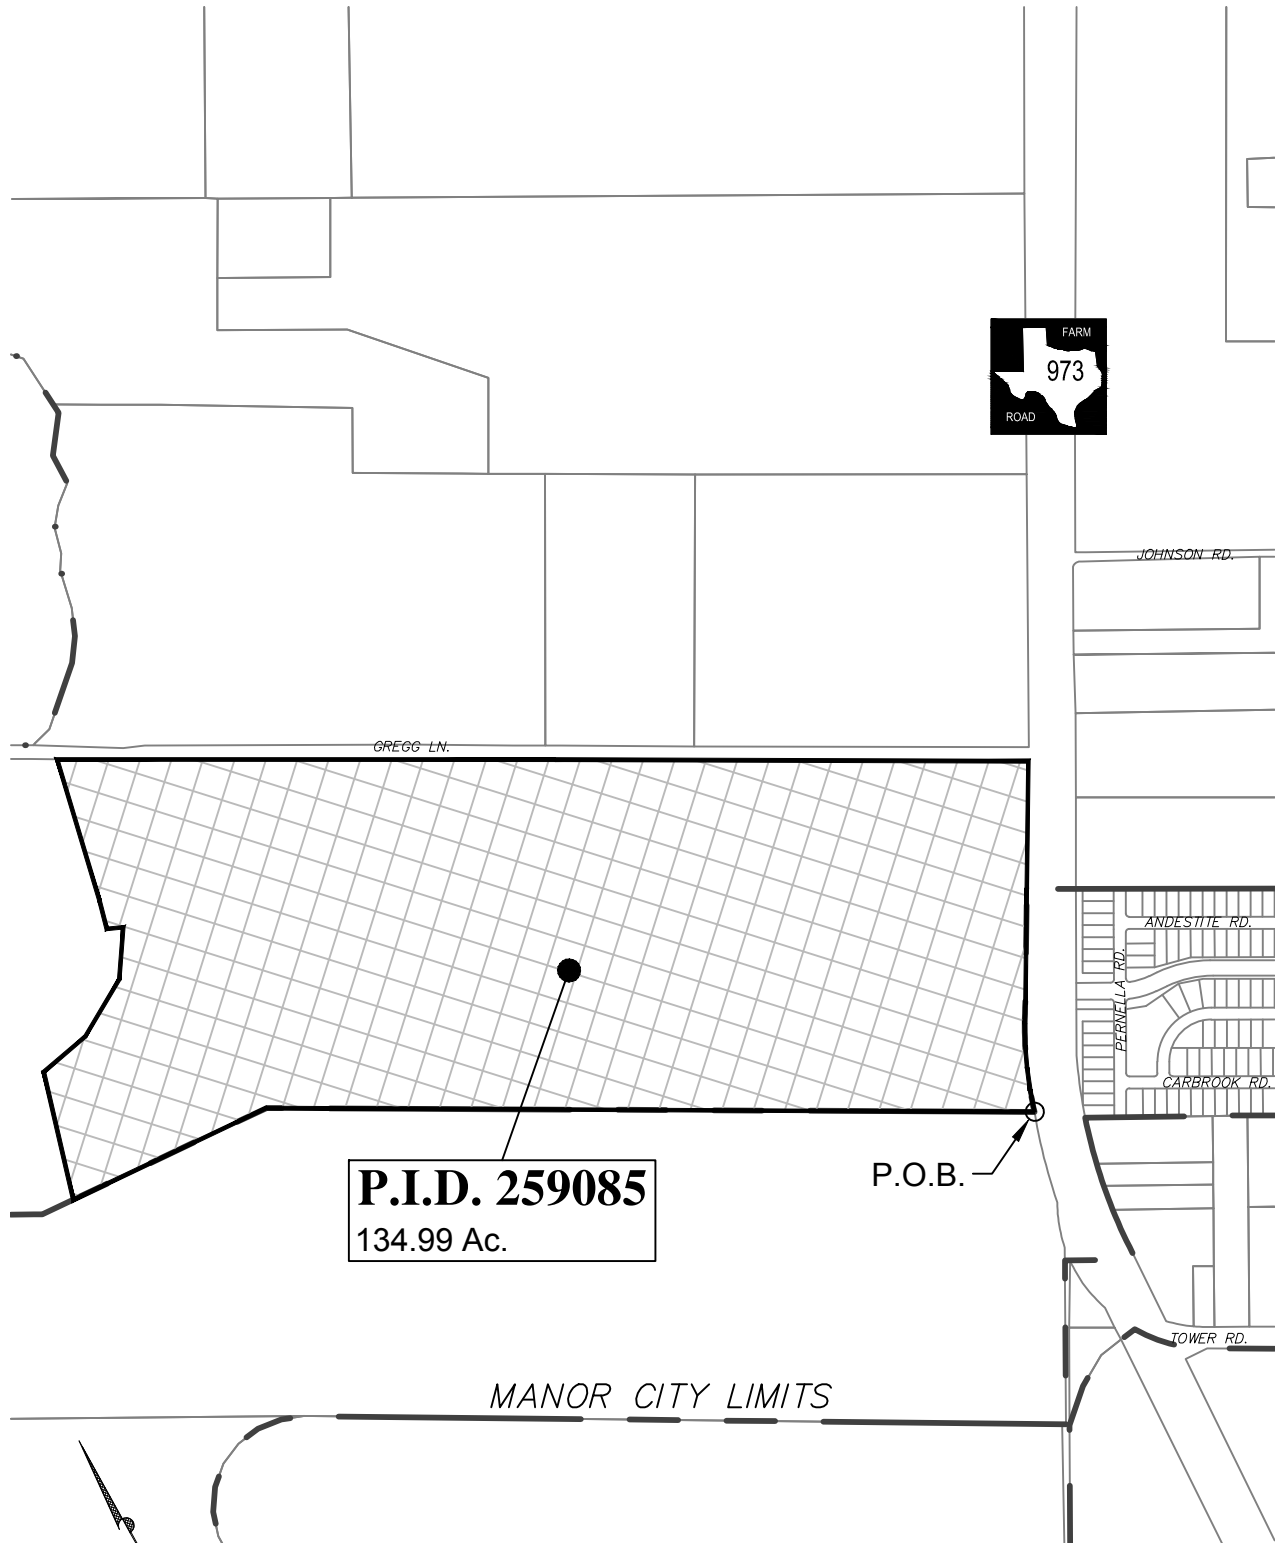 FARM
973
ROAD
JOHNSON RD.
GREGG LN.
ANDESTITE RD.
PERNELLA RD.
CARBROOK RD.
P.O.B.
P.I.D. 259085
134.99 Ac.
TOWER RD.
MANOR CITY LIMITS